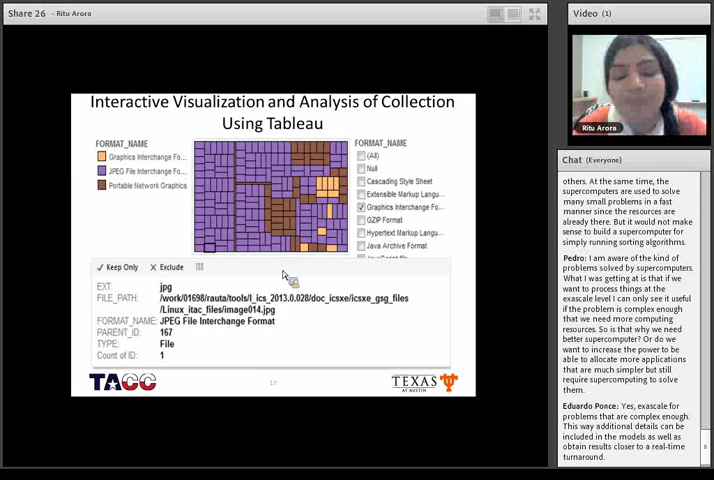 Share 26 - Ritu Arora
Interactive Visualization and Analysis of Collection
Using Tableau
FORMAT_NAME
Graphics Interchange Fo...
JPEG File Interchange Fo...
Portable Network Graphics
FORMAT_NAME
(All)
Null
Cascading Style Sheet
Extensible Markup Langu...
Graphics Interchange Fo...
GZIP Format
Hypertext Markup Langu...
Java Archive Format
Keep Only
Exclude
EXT: jpg
FILE_PATH: /work/01698/rauta/tools/I_ics_2013.0.028/doc_icsxe/icsxe_gsg_files
/Linux_itac_files/image014.jpg
FORMAT_NAME: JPEG File Interchange Format
PARENT_ID: 167
TYPE: File
Count of ID: 1
TACC
TEXAS
AT AUSTIN
Video (1)
Ritu Arora
Chat (Everyone)
others. At the same time, the
supercomputers are used to solve
many small problems in a fast
manner since the resources are
already there. But it would not make
sense to build a supercomputer for
simply running sorting algorithms.
Pedro: I am aware of the kind of
problems solved by supercomputers.
What I was getting at is that if we
want to process things at the
exascale level I can only see it useful
if the problem is complex enough
that we need more computing
resources. So is that why we need
better supercomputer? Or do we
want to increase the power to be
able to allocate more applications
that are much simpler but still
require supercomputing to solve
them.
Eduardo Ponce: Yes, exascale for
problems that are complex enough.
This way additional details can be
included in the models as well as
obtain results closer to a real-time
turnaround.